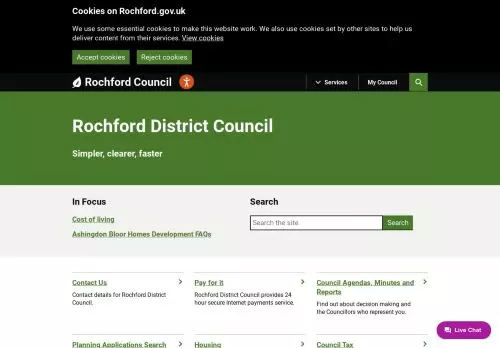 Cookies on Rochford.gov.uk
We use some essential cookies to make this website work. We also use cookies set by other sites to help us
deliver content from their services. View cookies
Accept cookies
Reject cookies
Rochford Council
Services
My Council
Rochford District Council
Simpler, clearer, faster
In Focus
Cost of living
Ashingdon Bloor Homes Development FAQs
Search
Search the site
Search
Contact Us
Contact details for Rochford District
Council.
Pay for it
Rochford District Council provides 24
hour secure Internet payments service.
Council Agendas, Minutes and
Reports
Find out about decision making and
the Councillors who represent you.
Live Chat
Planning Applications Search
Housing
Council Tax